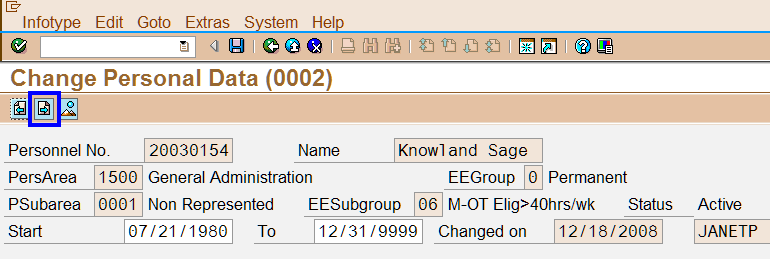 Infotype Edit Goto Extras System Help
Change Personal Data (0002)
Personnel No. 20030154 Name Knowland Sage
PersArea 1500 General Administration EEGroup 0 Permanent
PSubarea 0001 Non Represented EESubgroup 06 M-OT Elig>40hrs/wk Status Active
Start 07/21/1980 To 12/31/9999 Changed on 12/18/2008 JANETP